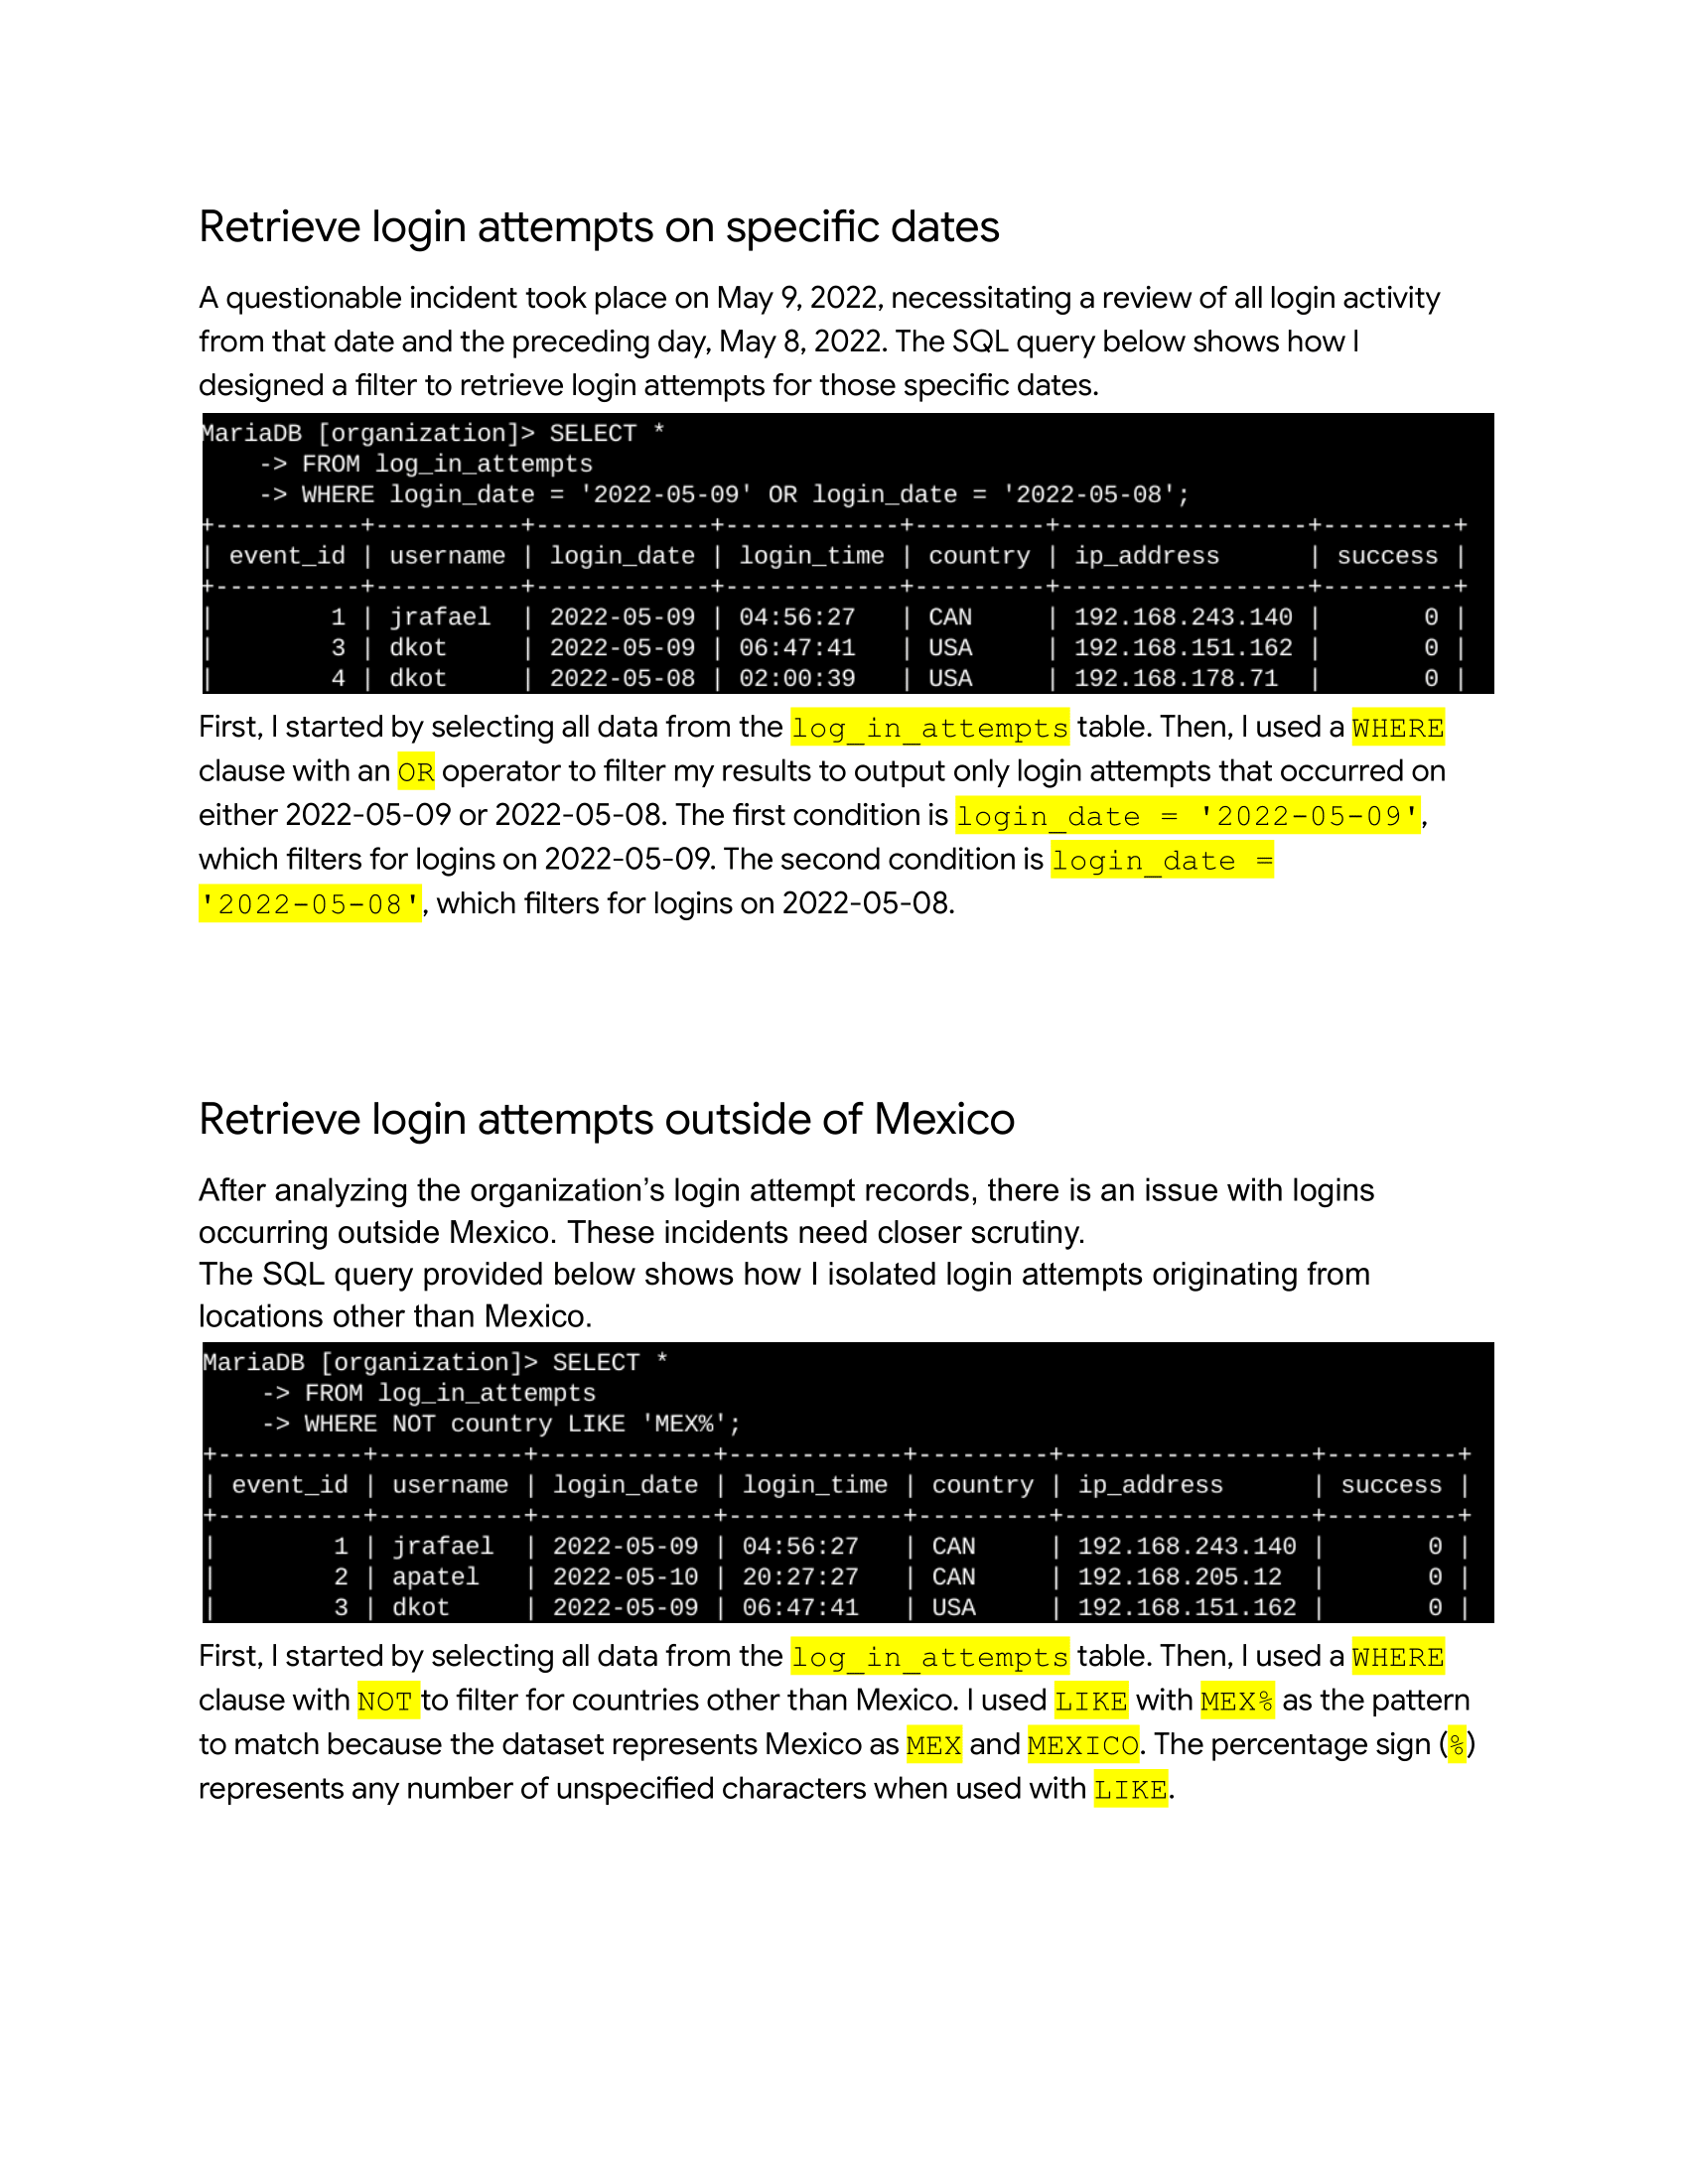 Retrieve login attempts on specific dates
A questionable incident took place on May 9, 2022, necessitating a review of all login activity
from that date and the preceding day, May 8, 2022. The SQL query below shows how I
designed a filter to retrieve login attempts for those specific dates.
MariaDB [organization]> SELECT *
    -> FROM log_in_attempts
    -> WHERE login_date = '2022-05-09' OR login_date = '2022-05-08';
+----------+----------+------------+------------+---------+-----------------+---------+
| event_id | username | login_date | login_time | country | ip_address      | success |
+----------+----------+------------+------------+---------+-----------------+---------+
|        1 | jrafael  | 2022-05-09 | 04:56:27   | CAN     | 192.168.243.140 |       0 |
|        3 | dkot     | 2022-05-09 | 06:47:41   | USA     | 192.168.151.162 |       0 |
|        4 | dkot     | 2022-05-08 | 02:00:39   | USA     | 192.168.178.71  |       0 |
First, I started by selecting all data from the log_in_attempts table. Then, I used a WHERE
clause with an OR operator to filter my results to output only login attempts that occurred on
either 2022-05-09 or 2022-05-08. The first condition is login_date = '2022-05-09',
which filters for logins on 2022-05-09. The second condition is login_date =
'2022-05-08', which filters for logins on 2022-05-08.
Retrieve login attempts outside of Mexico
After analyzing the organization’s login attempt records, there is an issue with logins
occurring outside Mexico. These incidents need closer scrutiny.
The SQL query provided below shows how I isolated login attempts originating from
locations other than Mexico.
MariaDB [organization]> SELECT *
    -> FROM log_in_attempts
    -> WHERE NOT country LIKE 'MEX%';
+----------+----------+------------+------------+---------+-----------------+---------+
| event_id | username | login_date | login_time | country | ip_address      | success |
+----------+----------+------------+------------+---------+-----------------+---------+
|        1 | jrafael  | 2022-05-09 | 04:56:27   | CAN     | 192.168.243.140 |       0 |
|        2 | apatel   | 2022-05-10 | 20:27:27   | CAN     | 192.168.205.12  |       0 |
|        3 | dkot     | 2022-05-09 | 06:47:41   | USA     | 192.168.151.162 |       0 |
First, I started by selecting all data from the log_in_attempts table. Then, I used a WHERE
clause with NOT to filter for countries other than Mexico. I used LIKE with MEX% as the pattern
to match because the dataset represents Mexico as MEX and MEXICO. The percentage sign (%)
represents any number of unspecified characters when used with LIKE.